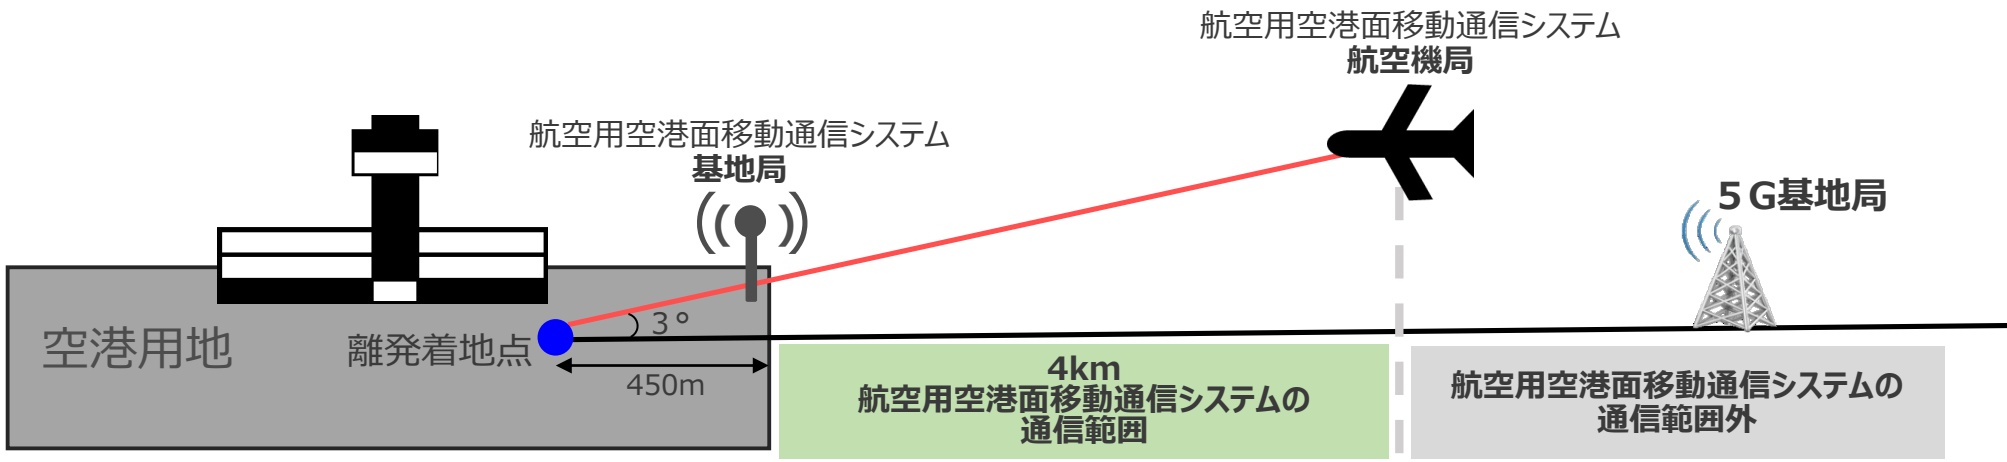 航空用空港面移動通信システム
航空機局
航空用空港面移動通信システム
基地局
５G基地局
空港用地
離発着地点
3°
450m
4km
航空用空港面移動通信システムの
通信範囲
航空用空港面移動通信システムの
通信範囲外